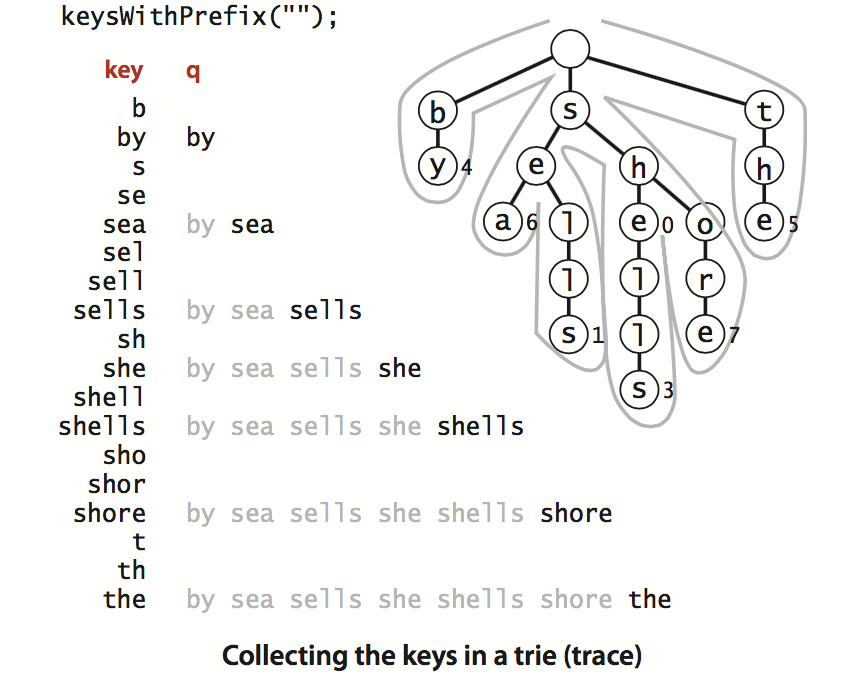 keysWithPrefix("");
key q
b
by by
s
se
sea by sea
sel
sell
sells by sea sells
sh
she by sea sells she
shell
shells by sea sells she shells
sho
shor
shore by sea sells she shells shore
t
th
the by sea sells she shells shore the
b s t
y 4 e h h
a 6 l e 0 o e 5
l l r
s 1 l e 7
s 3
Collecting the keys in a trie (trace)